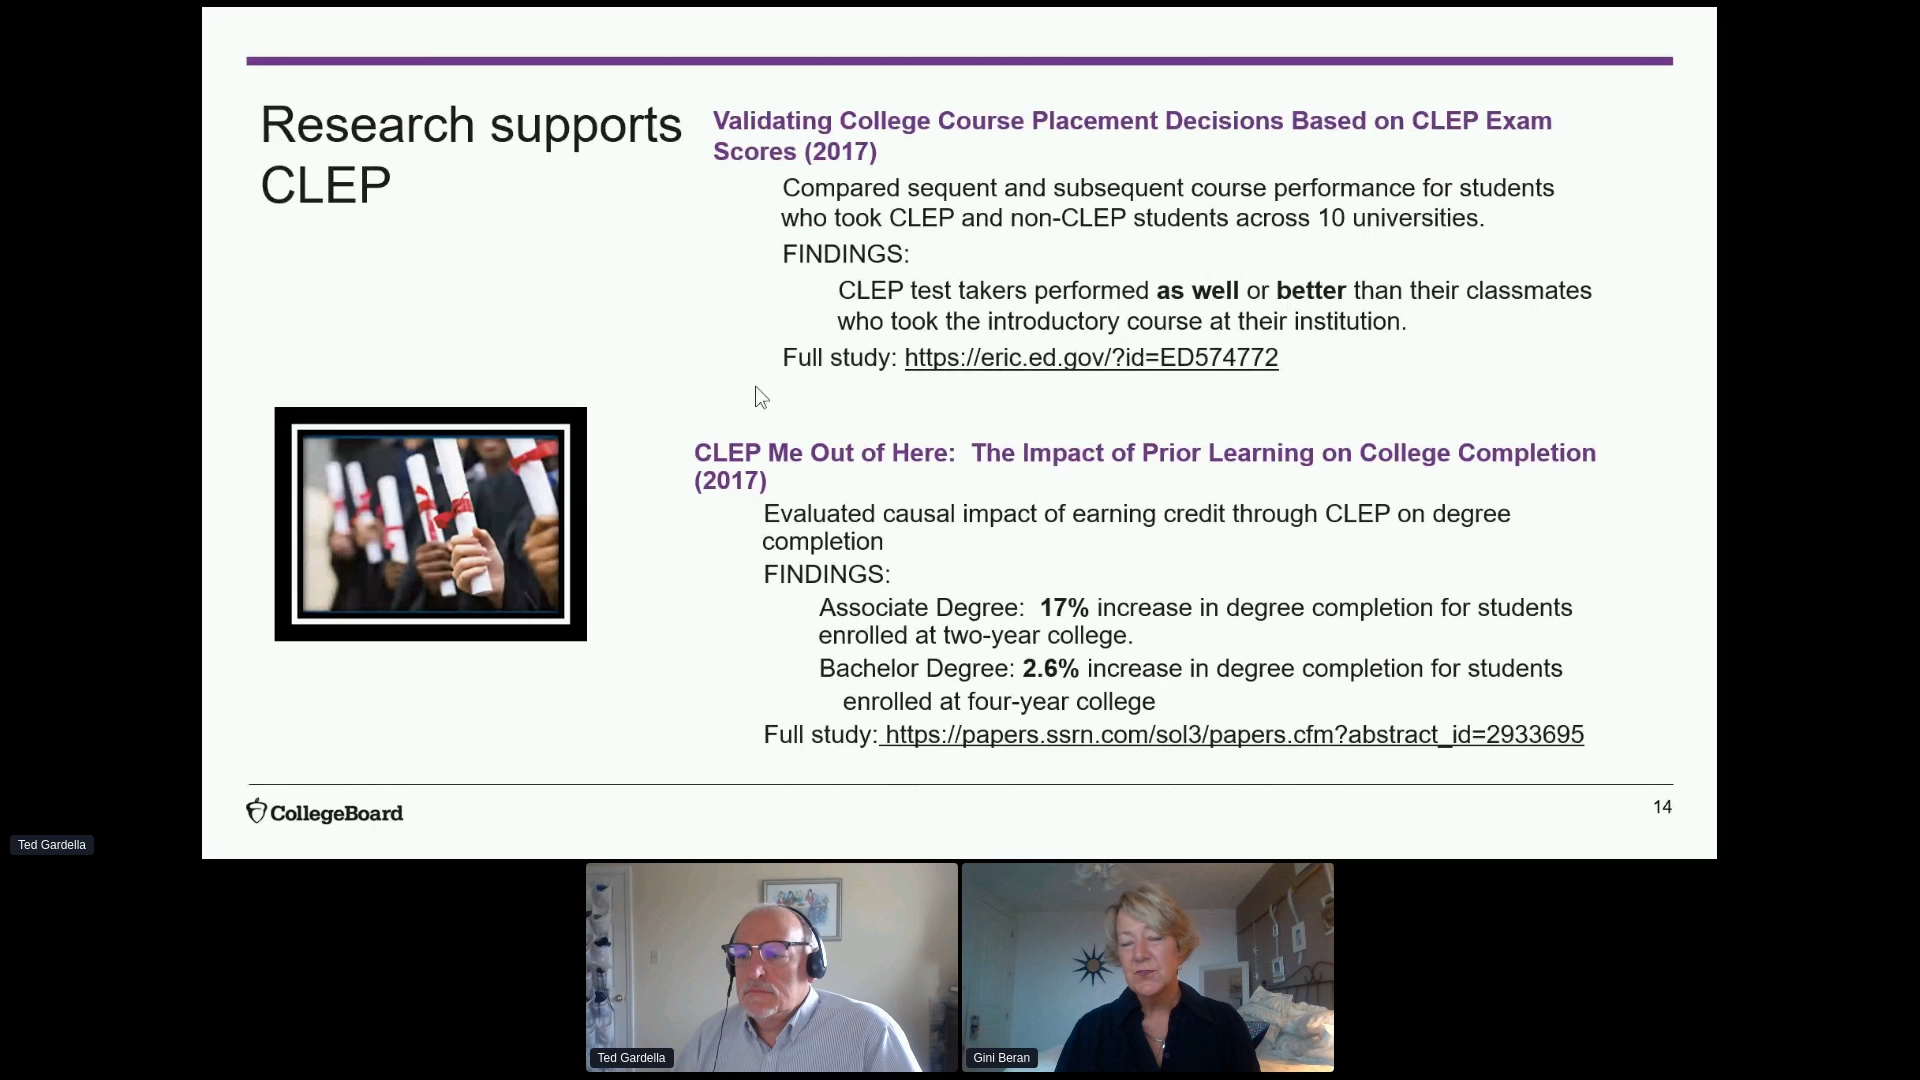 Research supports
CLEP
Validating College Course Placement Decisions Based on CLEP Exam
Scores (2017)
Compared sequent and subsequent course performance for students
who took CLEP and non-CLEP students across 10 universities.
FINDINGS:
CLEP test takers performed as well or better than their classmates
who took the introductory course at their institution.
Full study: https://eric.ed.gov/?id=ED574772
CLEP Me Out of Here:  The Impact of Prior Learning on College Completion
(2017)
Evaluated causal impact of earning credit through CLEP on degree
completion
FINDINGS:
Associate Degree:  17% increase in degree completion for students
enrolled at two-year college.
Bachelor Degree: 2.6% increase in degree completion for students
enrolled at four-year college
Full study: https://papers.ssrn.com/sol3/papers.cfm?abstract_id=2933695
CollegeBoard
14
Ted Gardella
Ted Gardella
Gini Beran